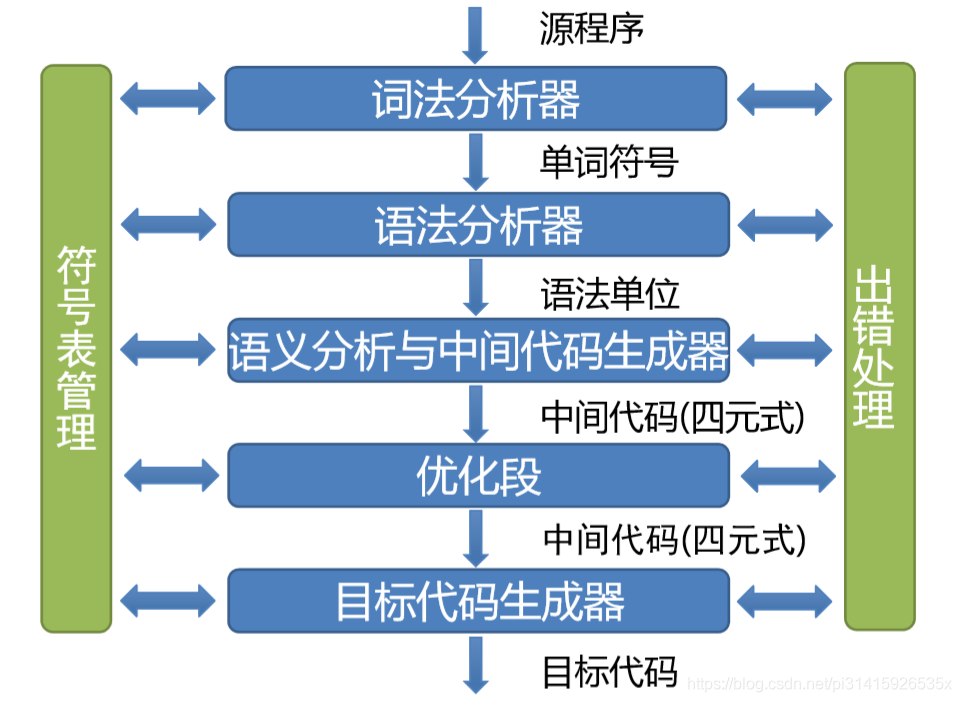 源程序
词法分析器
单词符号
语法分析器
语法单位
语义分析与中间代码生成器
中间代码(四元式)
优化段
中间代码(四元式)
目标代码生成器
目标代码
符号表管理
出错处理
https://blog.csdn.net/pi31415926535x